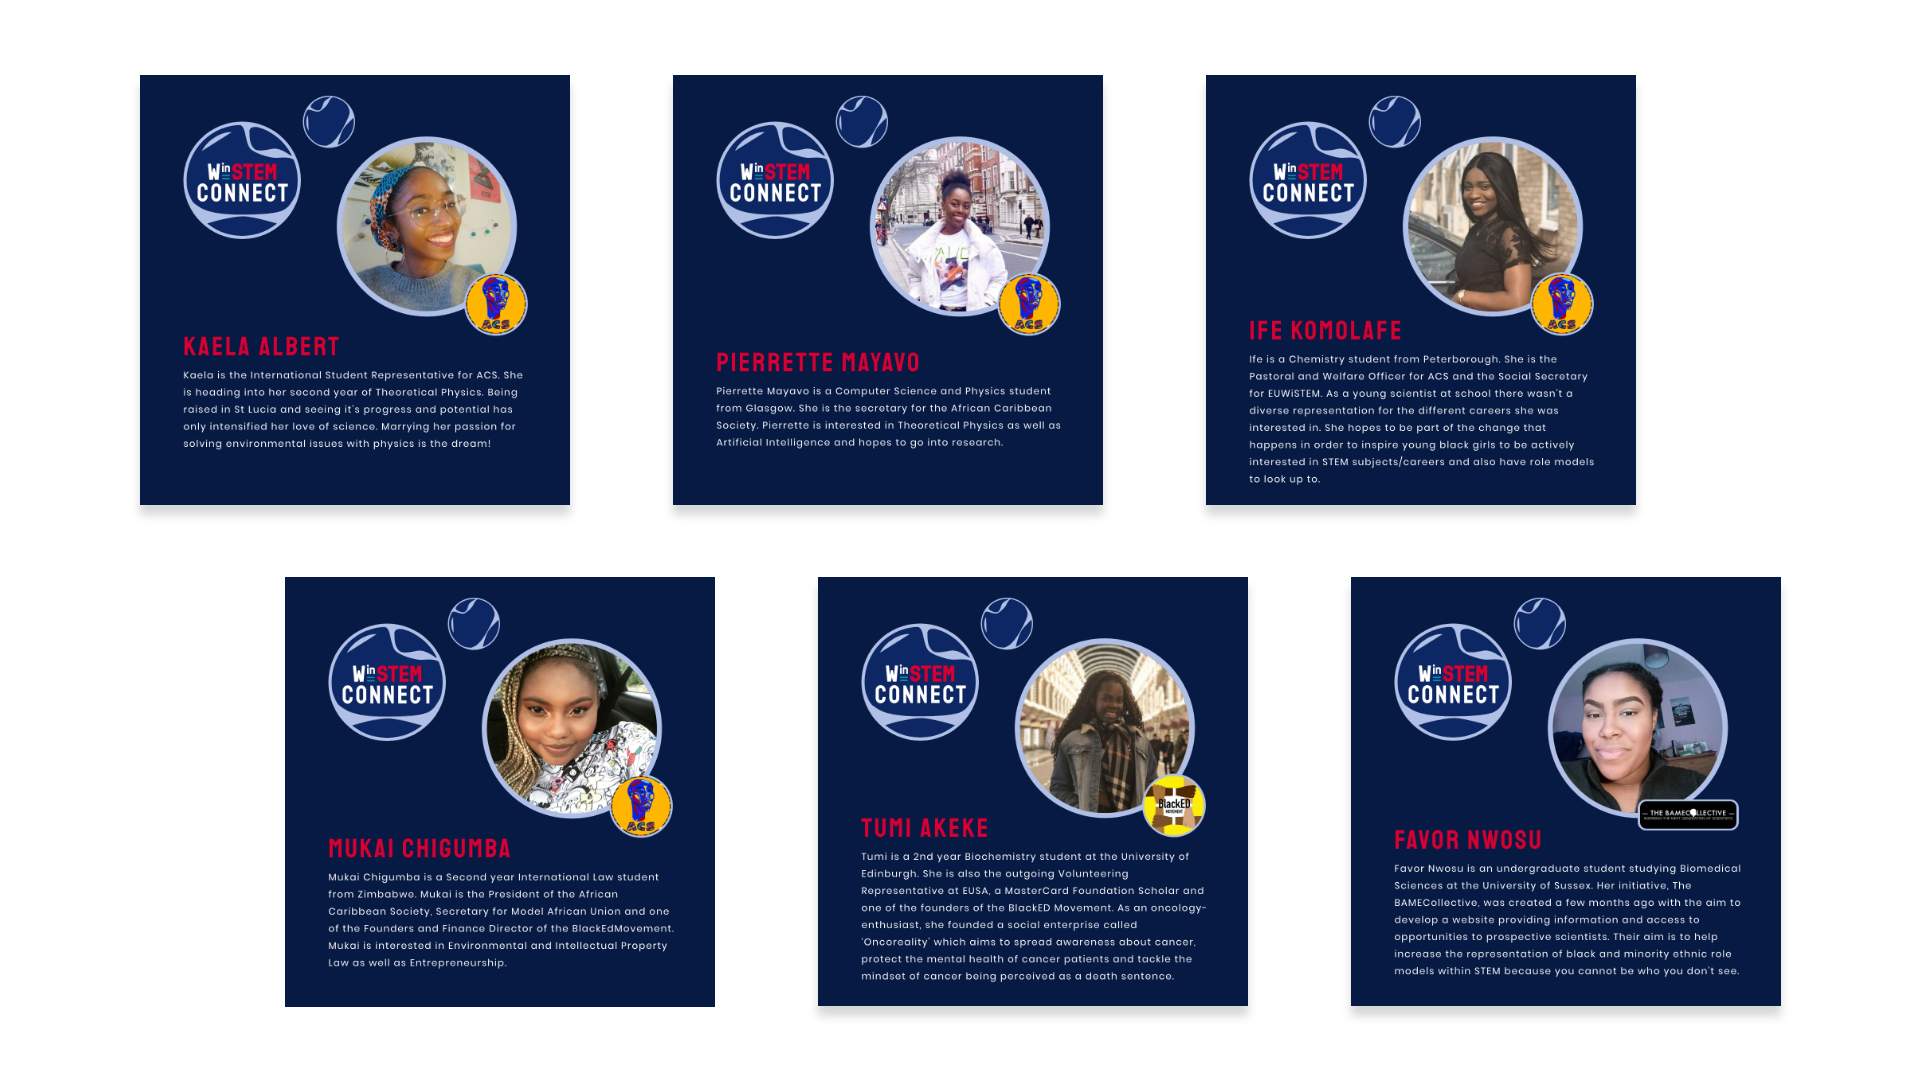 W in STEM
CONNECT
ACS
KAELA ALBERT
Kaela is the International Student Representative for ACS. She
is heading into her second year of Theoretical Physics. Being
raised in St Lucia and seeing it's progress and potential has
only intensified her love of science. Marrying her passion for
solving environmental issues with physics is the dream!
W in STEM
CONNECT
ACS
PIERRETTE MAYAVO
Pierrette Mayavo is a Computer Science and Physics student
from Glasgow. She is the secretary for the African Caribbean
Society. Pierrette is interested in Theoretical Physics as well as
Artificial Intelligence and hopes to go into research.
W in STEM
CONNECT
ACS
IFE KOMOLAFE
Ife is a Chemistry student from Peterborough. She is the
Pastoral and Welfare Officer for ACS and the Social Secretary
for EUWiSTEM. As a young scientist at school there wasn't a
diverse representation for the different careers she was
interested in. She hopes to be part of the change that
happens in order to inspire young black girls to be actively
interested in STEM subjects/careers and also have role models
to look up to.
W in STEM
CONNECT
ACS
MUKAI CHIGUMBA
Mukai Chigumba is a Second year International Law student
from Zimbabwe. Mukai is the President of the African
Caribbean Society, Secretary for Model African Union and one
of the Founders and Finance Director of the BlackEdMovement.
Mukai is interested in Environmental and Intellectual Property
Law as well as Entrepreneurship.
W in STEM
CONNECT
BlackED
MOVEMENT
TUMI AKEKE
Tumi is a 2nd year Biochemistry student at the University of
Edinburgh. She is also the outgoing Volunteering
Representative at EUSA, a MasterCard Foundation Scholar and
one of the founders of the BlackED Movement. As an oncology-
enthusiast, she founded a social enterprise called
'Oncoreality' which aims to spread awareness about cancer,
protect the mental health of cancer patients and tackle the
mindset of cancer being perceived as a death sentence.
W in STEM
CONNECT
THE BAMECOLLECTIVE
FAVOR NWOSU
Favor Nwosu is an undergraduate student studying Biomedical
Sciences at the University of Sussex. Her initiative, The
BAMECollective, was created a few months ago with the aim to
develop a website providing information and access to
opportunities to prospective scientists. Their aim is to help
increase the representation of black and minority ethnic role
models within STEM because you cannot be who you don't see.